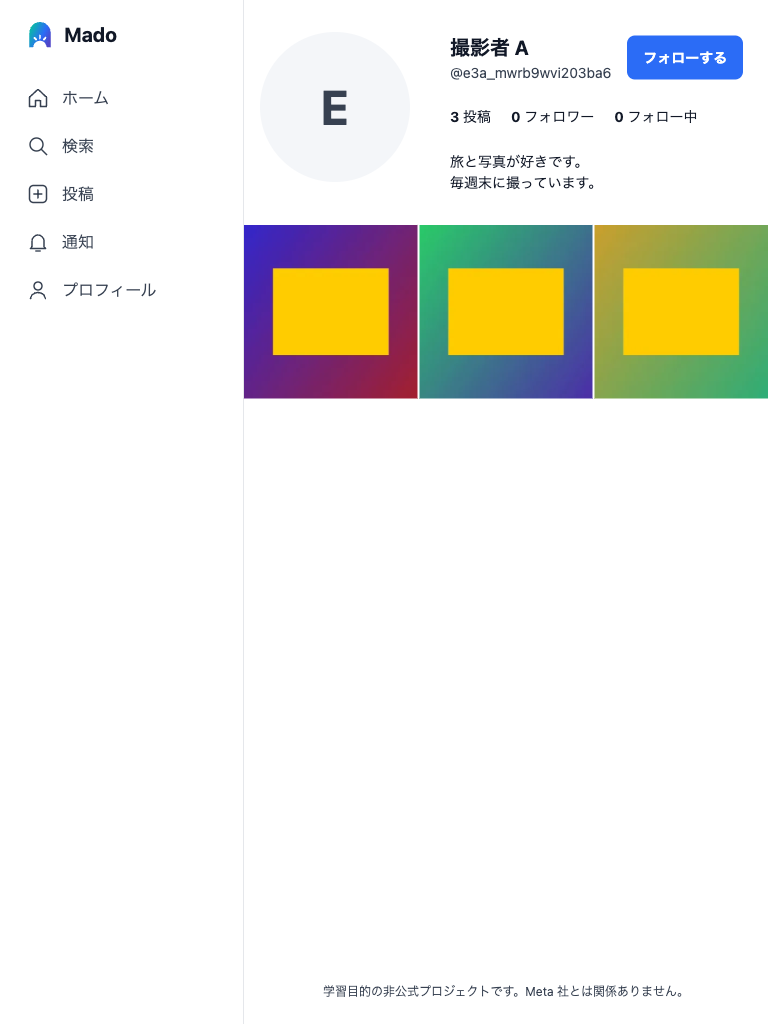 Mado
ホーム
検索
投稿
通知
プロフィール
E
撮影者 A
@e3a_mwrb9wvi203ba6
フォローする
3 投稿 0 フォロワー 0 フォロー中
旅と写真が好きです。
毎週末に撮っています。
学習目的の非公式プロジェクトです。Meta 社とは関係ありません。